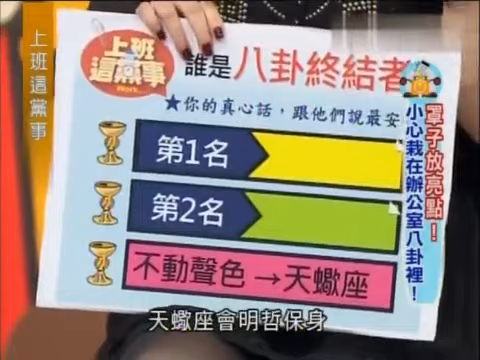 上班這黨事
上班
這黨事
Work
誰是八卦終結者
★你的真心話，跟他們說最安
第1名
第2名
不動聲色→天蠍座
罩子放亮點！
小心栽在辦公室八卦裡！
天蠍座會明哲保身